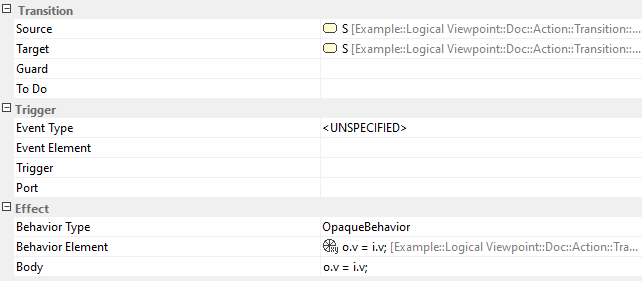 Transition
Source S [Example::Logical Viewpoint::Doc::Action::Transition::...
Target S [Example::Logical Viewpoint::Doc::Action::Transition::...
Guard
To Do
Trigger
Event Type <UNSPECIFIED>
Event Element
Trigger
Port
Effect
Behavior Type OpaqueBehavior
Behavior Element o.v = i.v; [Example::Logical Viewpoint::Doc::Action::Tra...
Body o.v = i.v;